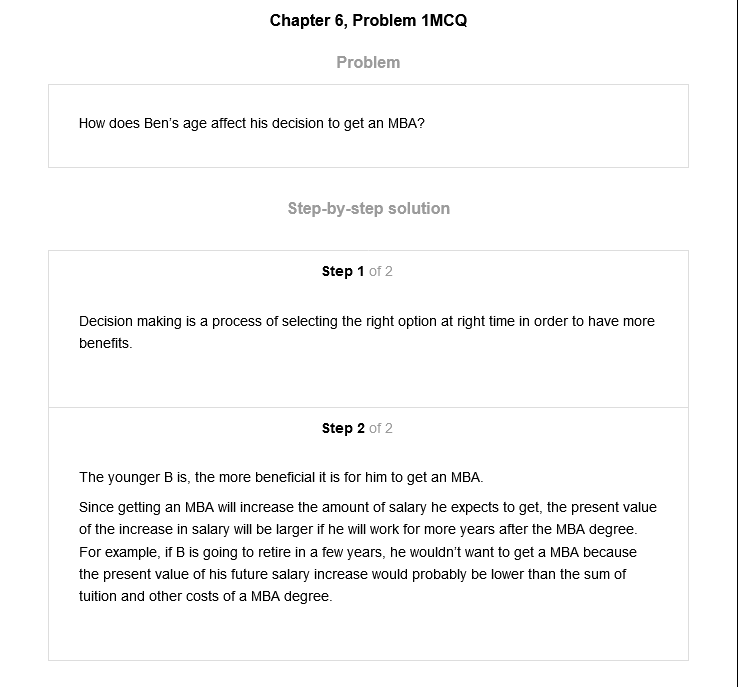 Chapter 6, Problem 1MCQ
Problem
How does Ben's age affect his decision to get an MBA?
Step-by-step solution
Step 1 of 2
Decision making is a process of selecting the right option at right time in order to have more
benefits.
Step 2 of 2
The younger B is, the more beneficial it is for him to get an MBA.
Since getting an MBA will increase the amount of salary he expects to get, the present value
of the increase in salary will be larger if he will work for more years after the MBA degree.
For example, if B is going to retire in a few years, he wouldn't want to get a MBA because
the present value of his future salary increase would probably be lower than the sum of
tuition and other costs of a MBA degree.